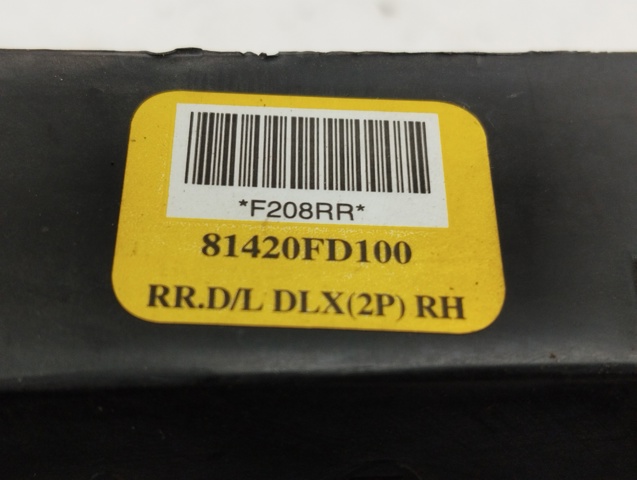 *F208RR*
81420FD100
RR.D/L DLX(2P) RH